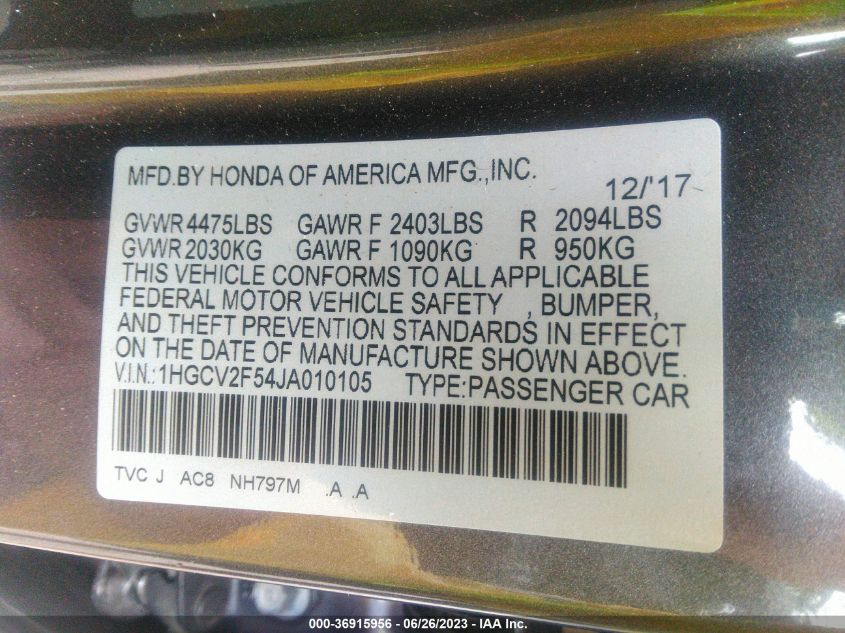 MFD.BY HONDA OF AMERICA MFG.,INC. 12/'17
GVWR 4475LBS GAWR F 2403LBS R 2094LBS
GVWR 2030KG GAWR F 1090KG R 950KG
THIS VEHICLE CONFORMS TO ALL APPLICABLE
FEDERAL MOTOR VEHICLE SAFETY , BUMPER,
AND THEFT PREVENTION STANDARDS IN EFFECT
ON THE DATE OF MANUFACTURE SHOWN ABOVE.
V.I.N.:1HGCV2F54JA010105 TYPE:PASSENGER CAR
TVC J AC8 NH797M .A .A
000-36915956 - 06/26/2023 - IAA Inc.